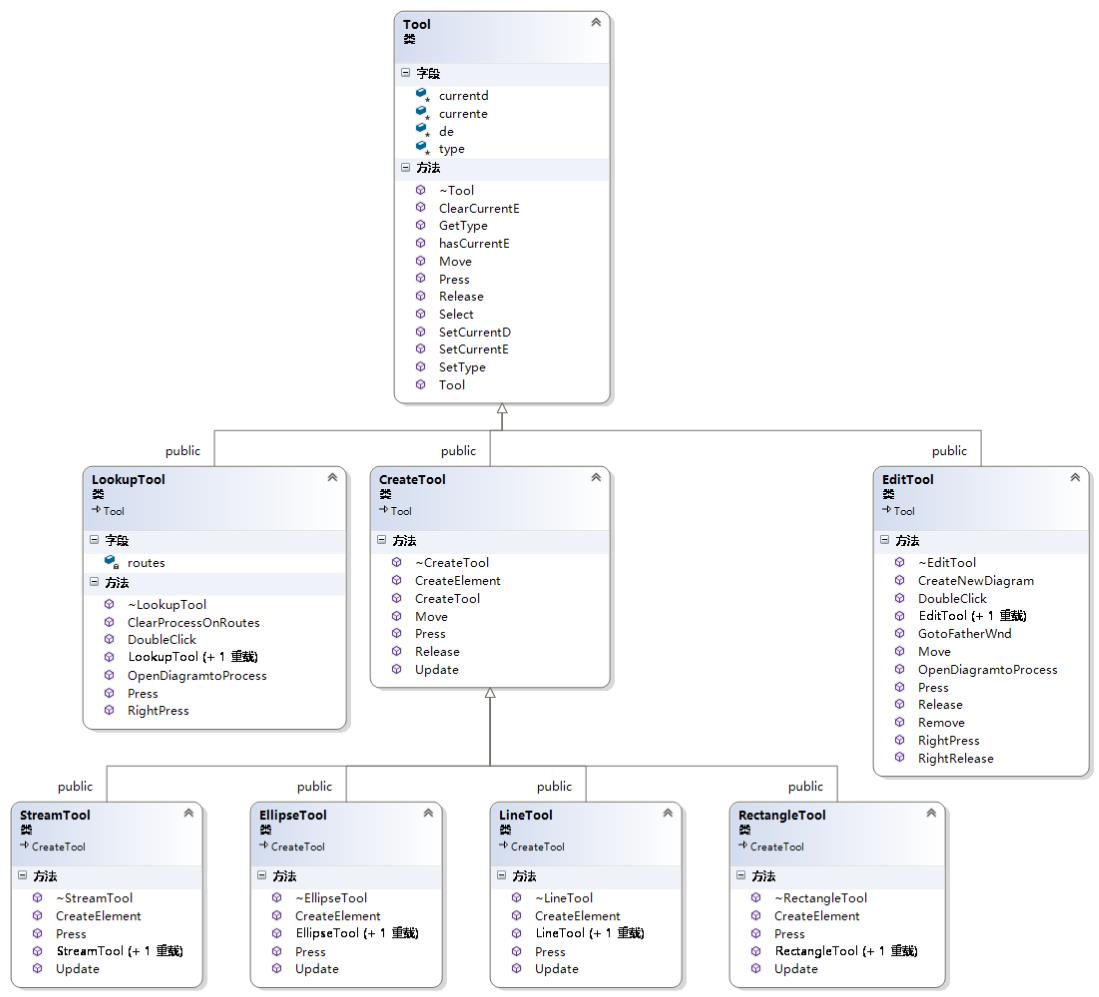 Tool
类
字段
currentd
currente
de
type
方法
~Tool
ClearCurrentE
GetType
hasCurrentE
Move
Press
Release
Select
SetCurrentD
SetCurrentE
SetType
Tool
public
public
public
LookupTool
类
Tool
字段
routes
方法
~LookupTool
ClearProcessOnRoutes
DoubleClick
LookupTool (+ 1 重载)
OpenDiagramtoProcess
Press
RightPress
CreateTool
类
Tool
方法
~CreateTool
CreateElement
CreateTool
Move
Press
Release
Update
EditTool
类
Tool
方法
~EditTool
CreateNewDiagram
DoubleClick
EditTool (+ 1 重载)
GotoFatherWnd
Move
OpenDiagramtoProcess
Press
Release
Remove
RightPress
RightRelease
public
public
public
public
StreamTool
类
CreateTool
方法
~StreamTool
CreateElement
Press
StreamTool (+ 1 重载)
Update
EllipseTool
类
CreateTool
方法
~EllipseTool
CreateElement
EllipseTool (+ 1 重载)
Press
Update
LineTool
类
CreateTool
方法
~LineTool
CreateElement
LineTool (+ 1 重载)
Press
Update
RectangleTool
类
CreateTool
方法
~RectangleTool
CreateElement
Press
RectangleTool (+ 1 重载)
Update